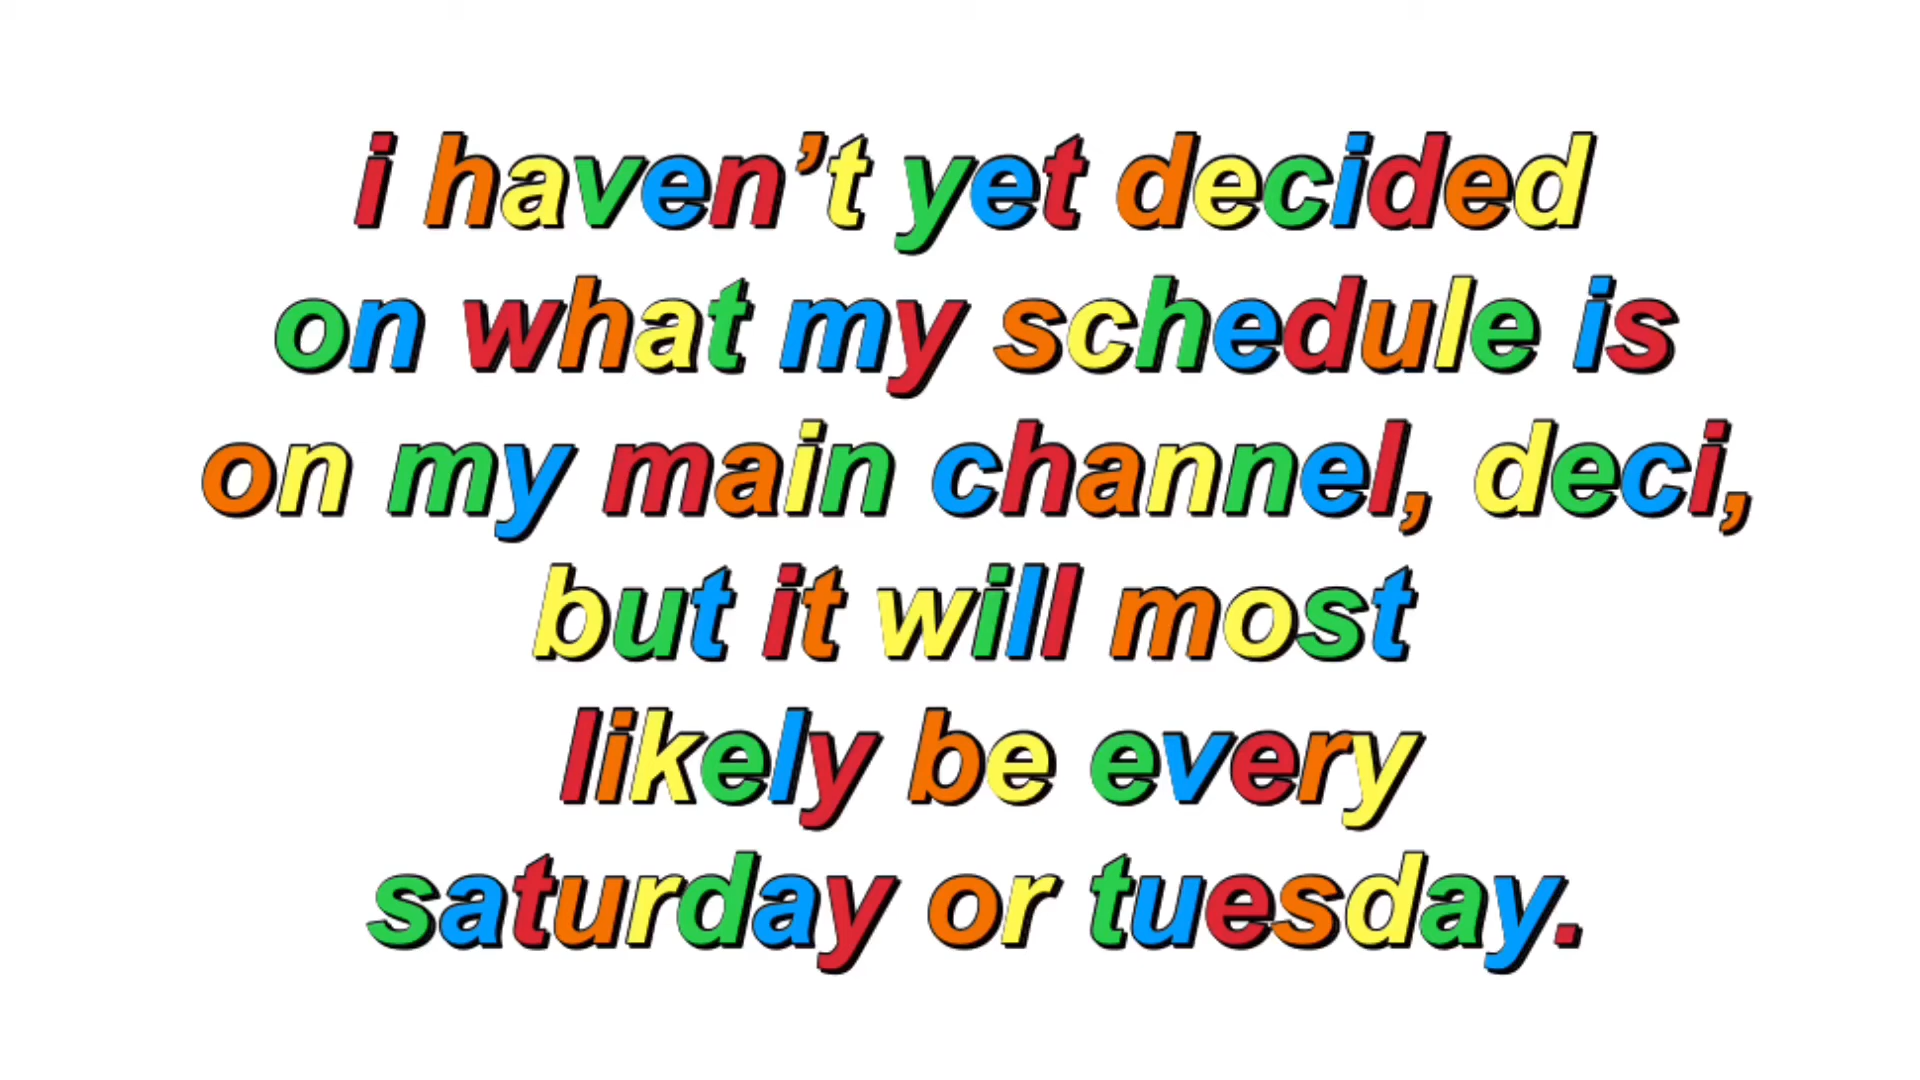 i haven’t yet decided
on what my schedule is
on my main channel, deci,
but it will most
likely be every
saturday or tuesday.